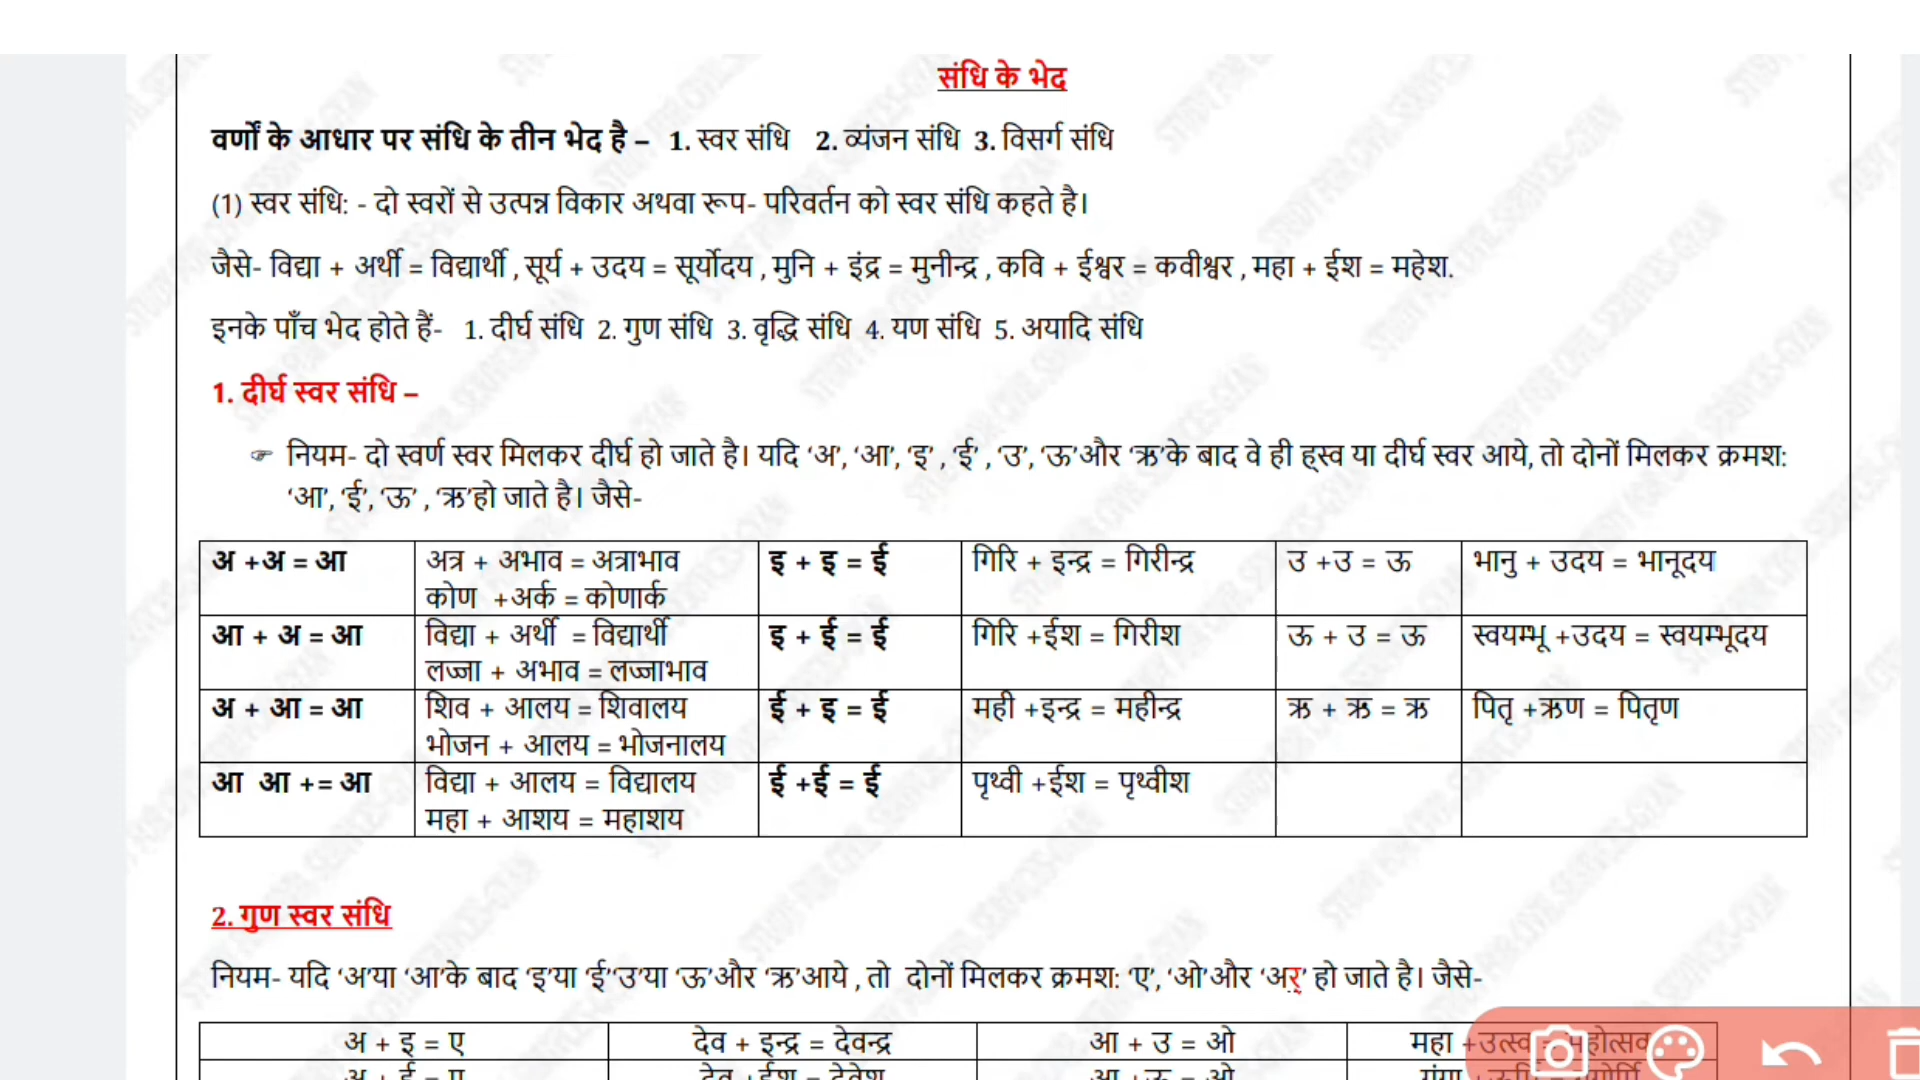 संधि के भेद
वर्णों के आधार पर संधि के तीन भेद है – 1. स्वर संधि 2. व्यंजन संधि 3. विसर्ग संधि
(1) स्वर संधि: - दो स्वरों से उत्पन्न विकार अथवा रूप- परिवर्तन को स्वर संधि कहते है।
जैसे- विद्या + अर्थी = विद्यार्थी , सूर्य + उदय = सूर्योदय , मुनि + इंद्र = मुनीन्द्र , कवि + ईश्वर = कवीश्वर , महा + ईश = महेश.
इनके पाँच भेद होते हैं- 1. दीर्घ संधि 2. गुण संधि 3. वृद्धि संधि 4. यण संधि 5. अयादि संधि
1. दीर्घ स्वर संधि –
☞ नियम- दो स्वर्ण स्वर मिलकर दीर्घ हो जाते है। यदि ‘अ’, ‘आ’, ‘इ’ , ‘ई’ , ‘उ’, ‘ऊ’और ‘ऋ’के बाद वे ही ह्स्व या दीर्घ स्वर आये, तो दोनों मिलकर क्रमश:
‘आ’, ‘ई’, ‘ऊ’ , ‘ऋ’हो जाते है। जैसे-
अ +अ = आ अत्र + अभाव = अत्राभाव इ + इ = ई गिरि + इन्द्र = गिरीन्द्र उ +उ = ऊ भानु + उदय = भानूदय
कोण +अर्क = कोणार्क
आ + अ = आ विद्या + अर्थी = विद्यार्थी इ + ई = ई गिरि +ईश = गिरीश ऊ + उ = ऊ स्वयम्भू +उदय = स्वयम्भूदय
लज्जा + अभाव = लज्जाभाव
अ + आ = आ शिव + आलय = शिवालय ई + इ = ई मही +इन्द्र = महीन्द्र ऋ + ऋ = ऋ पितृ +ऋण = पितृण
भोजन + आलय = भोजनालय
आ आ += आ विद्या + आलय = विद्यालय ई +ई = ई पृथ्वी +ईश = पृथ्वीश
महा + आशय = महाशय
2. गुण स्वर संधि
नियम- यदि ‘अ’या ‘आ’के बाद ‘इ’या ‘ई’‘उ’या ‘ऊ’और ‘ऋ’आये , तो दोनों मिलकर क्रमश: ‘ए’, ‘ओ’और ‘अर्’ हो जाते है। जैसे-
अ + इ = ए देव + इन्द्र = देवन्द्र आ + उ = ओ महा +उत्स्व = महोत्सव
अ + ई = ए देव +ईश = देवेश आ +ऊ = ओ